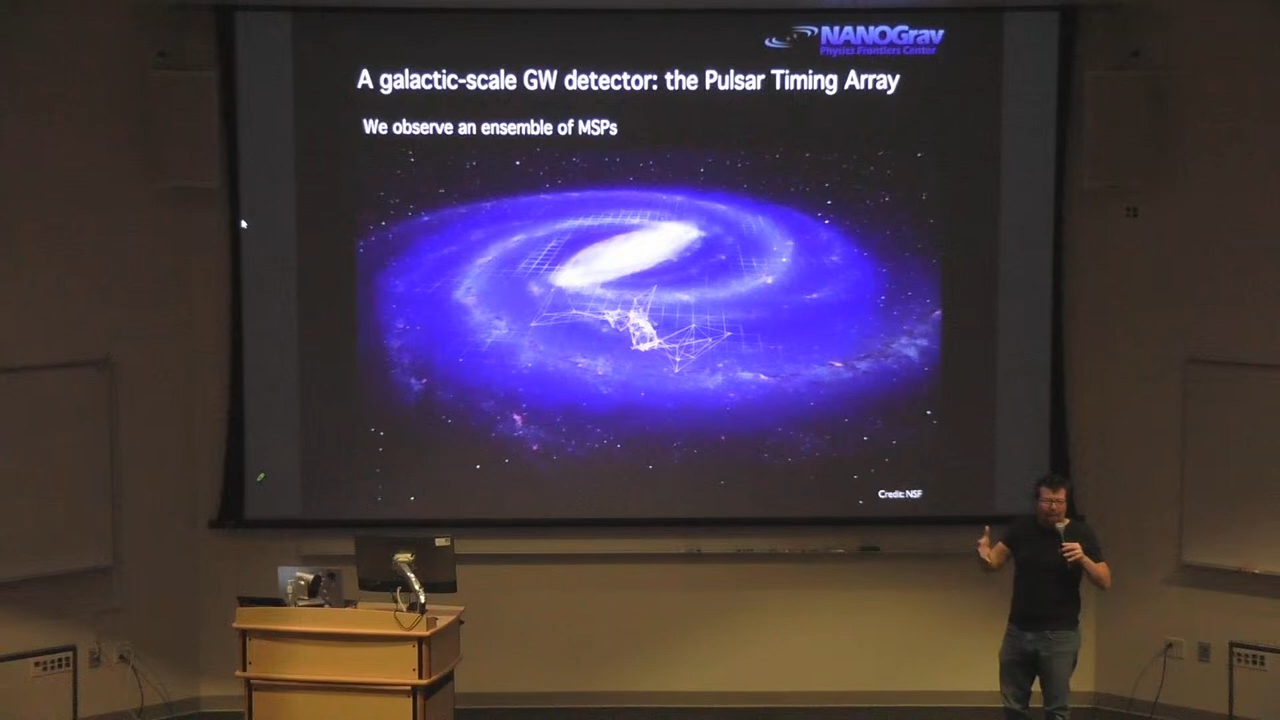 NANOGrav
Physics Frontiers Center
A galactic-scale GW detector: the Pulsar Timing Array
We observe an ensemble of MSPs
Credit: NSF